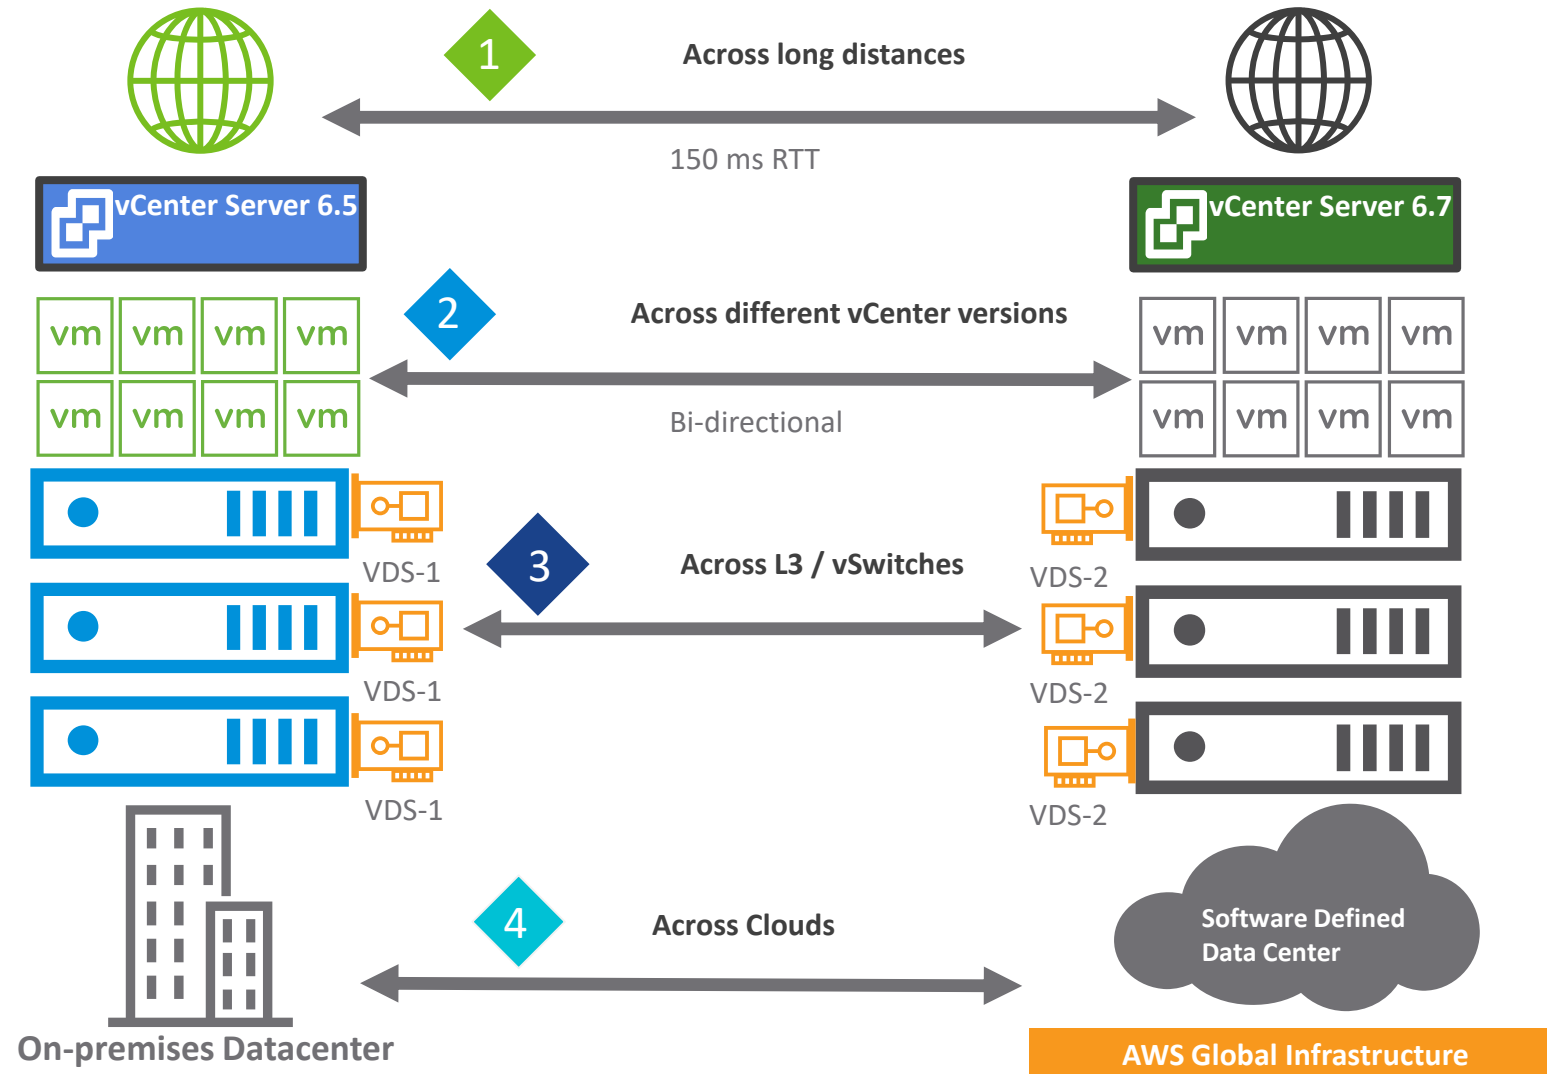 1
Across long distances
150 ms RTT
vCenter Server 6.5
vCenter Server 6.7
2
Across different vCenter versions
Bi-directional
vm vm vm vm
vm vm vm vm
vm vm vm vm
vm vm vm vm
3
Across L3 / vSwitches
VDS-1
VDS-2
VDS-1
VDS-2
VDS-1
VDS-2
4
Across Clouds
Software Defined
Data Center
On-premises Datacenter
AWS Global Infrastructure